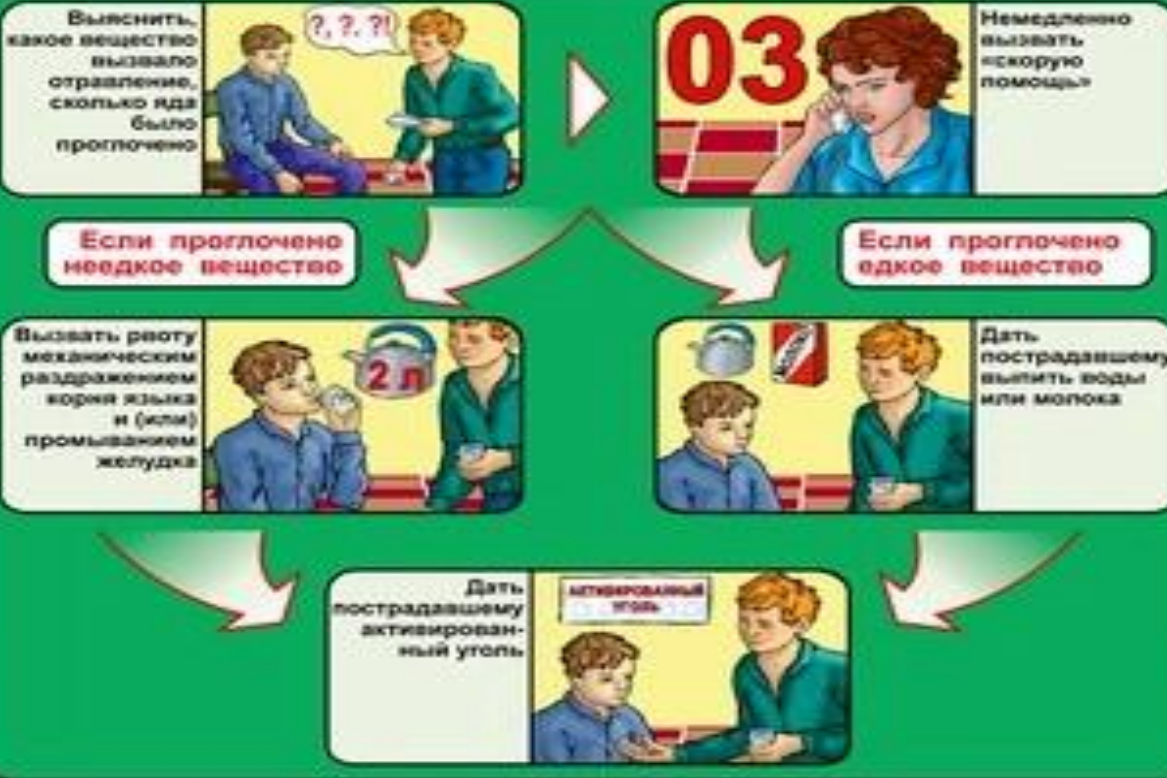 Выяснить,
какое вещество
вызвало
отравление,
сколько яда
было
проглочено
?, ?, ?!
03
Немедленно
вызвать
«скорую
помощь»
Если проглочено
неедкое вещество
Если проглочено
едкое вещество
Вызвать рвоту
механическим
раздражением
корня языка
и (или)
промыванием
желудка
2 л
МОЛОКО
Дать
пострадавшему
выпить воды
или молока
Дать
пострадавшему
активирован-
ный уголь
АКТИВИРОВАННЫЙ
УГОЛЬ